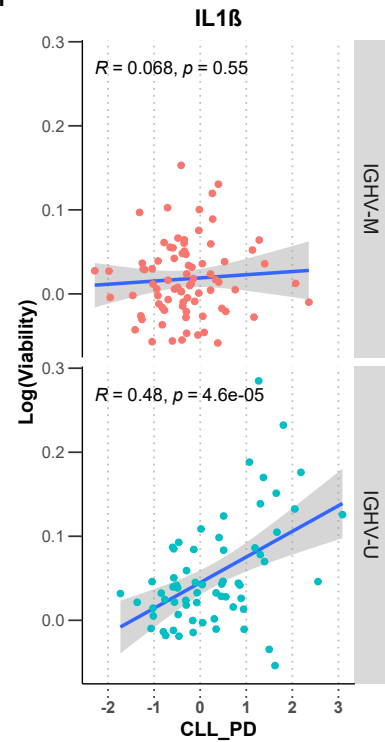 IL1ß
0.3
R = 0.068, p = 0.55
0.2
0.1
0.0
IGHV-M
Log(Viability)
0.3
R = 0.48, p = 4.6e-05
0.2
0.1
0.0
IGHV-U
-2 -1 0 1 2 3
CLL_PD